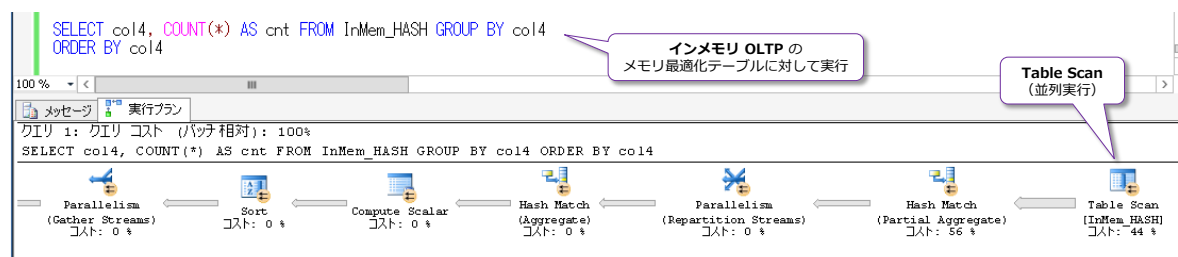 SELECT col4, COUNT(*) AS cnt FROM InMem_HASH GROUP BY col4
ORDER BY col4
インメモリ OLTP の
メモリ最適化テーブルに対して実行
Table Scan
（並列実行）
100 %
メッセージ
実行プラン
クエリ 1: クエリ コスト (バッチ相対): 100%
SELECT col4, COUNT(*) AS cnt FROM InMem_HASH GROUP BY col4 ORDER BY col4
Parallelism
(Gather Streams)
コスト: 0 %
Sort
コスト: 0 %
Compute Scalar
コスト: 0 %
Hash Match
(Aggregate)
コスト: 0 %
Parallelism
(Repartition Streams)
コスト: 0 %
Hash Match
(Partial Aggregate)
コスト: 56 %
Table Scan
[InMem_HASH]
コスト: 44 %